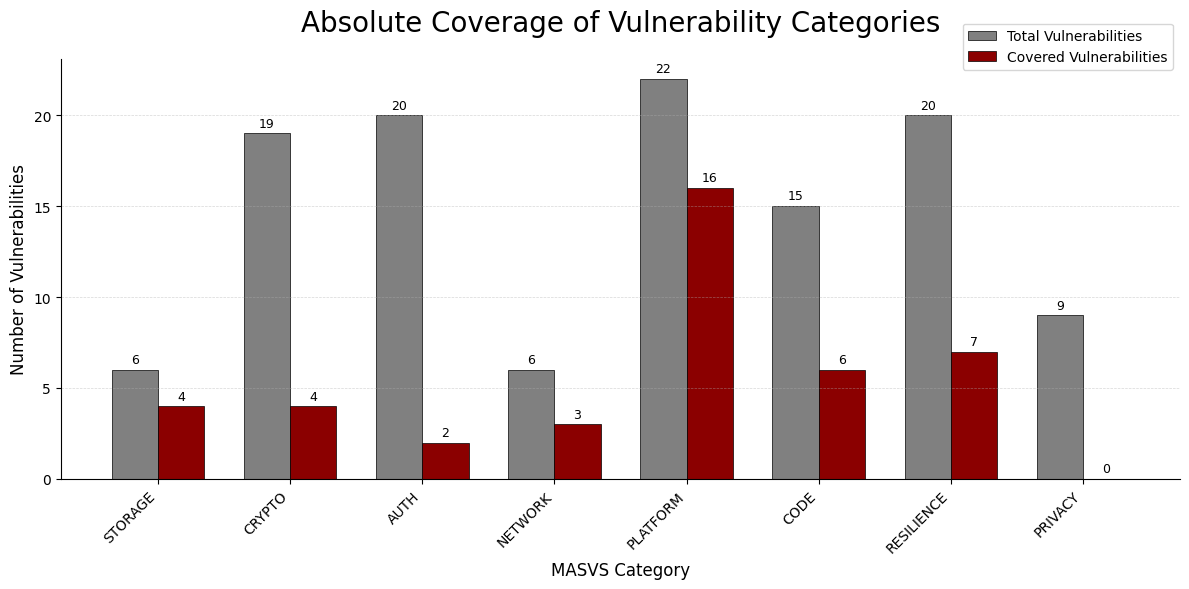 Absolute Coverage of Vulnerability Categories
Total Vulnerabilities
Covered Vulnerabilities
Number of Vulnerabilities
20
15
10
5
0
6
4
19
4
20
2
6
3
22
16
15
6
20
7
9
0
STORAGE
CRYPTO
AUTH
NETWORK
PLATFORM
CODE
RESILIENCE
PRIVACY
MASVS Category